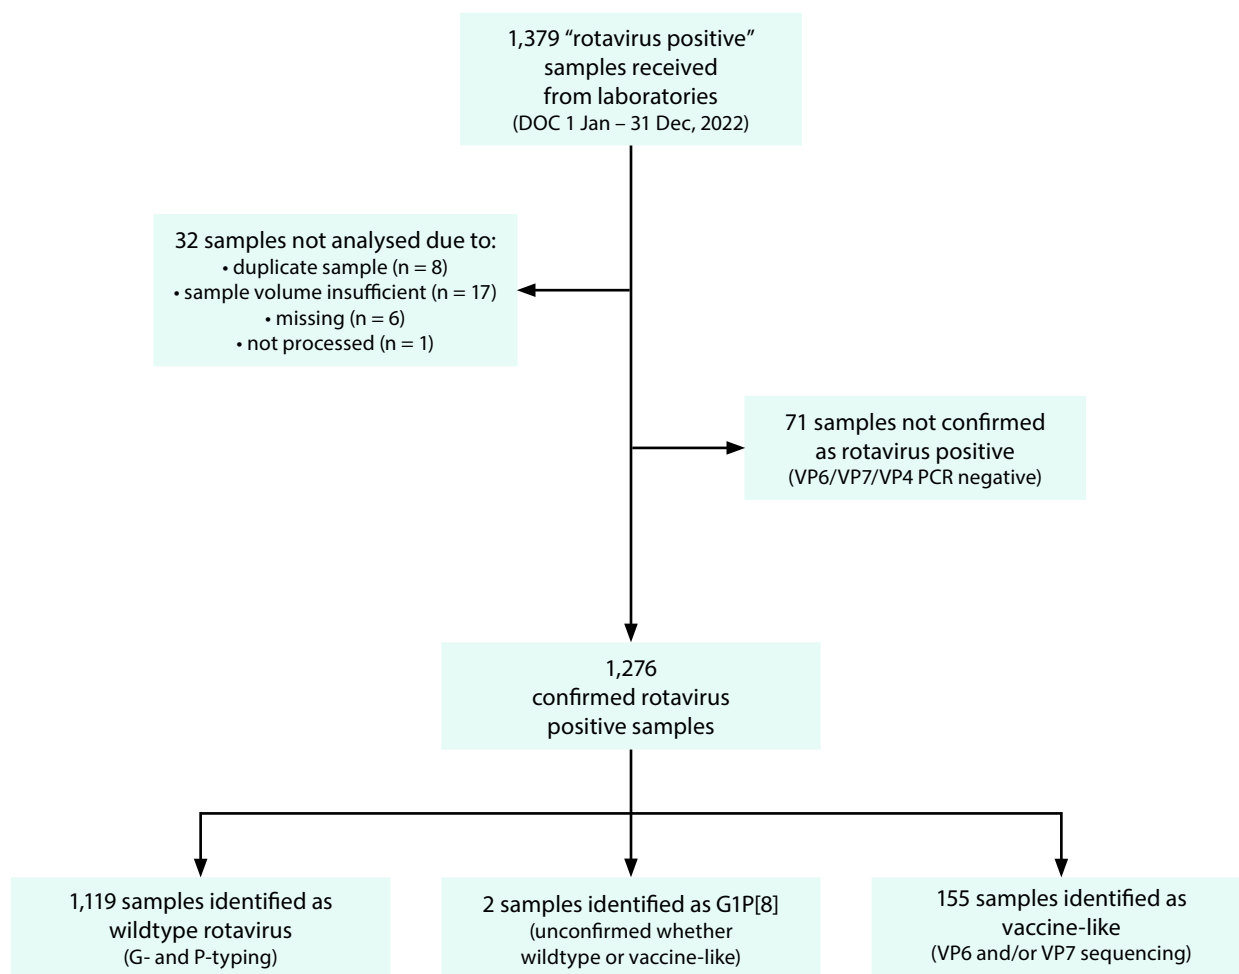 1,379 “rotavirus positive”
samples received
from laboratories
(DOC 1 Jan – 31 Dec, 2022)
32 samples not analysed due to:
• duplicate sample (n = 8)
• sample volume insufficient (n = 17)
• missing (n = 6)
• not processed (n = 1)
71 samples not confirmed
as rotavirus positive
(VP6/VP7/VP4 PCR negative)
1,276
confirmed rotavirus
positive samples
1,119 samples identified as
wildtype rotavirus
(G- and P-typing)
2 samples identified as G1P[8]
(unconfirmed whether
wildtype or vaccine-like)
155 samples identified as
vaccine-like
(VP6 and/or VP7 sequencing)